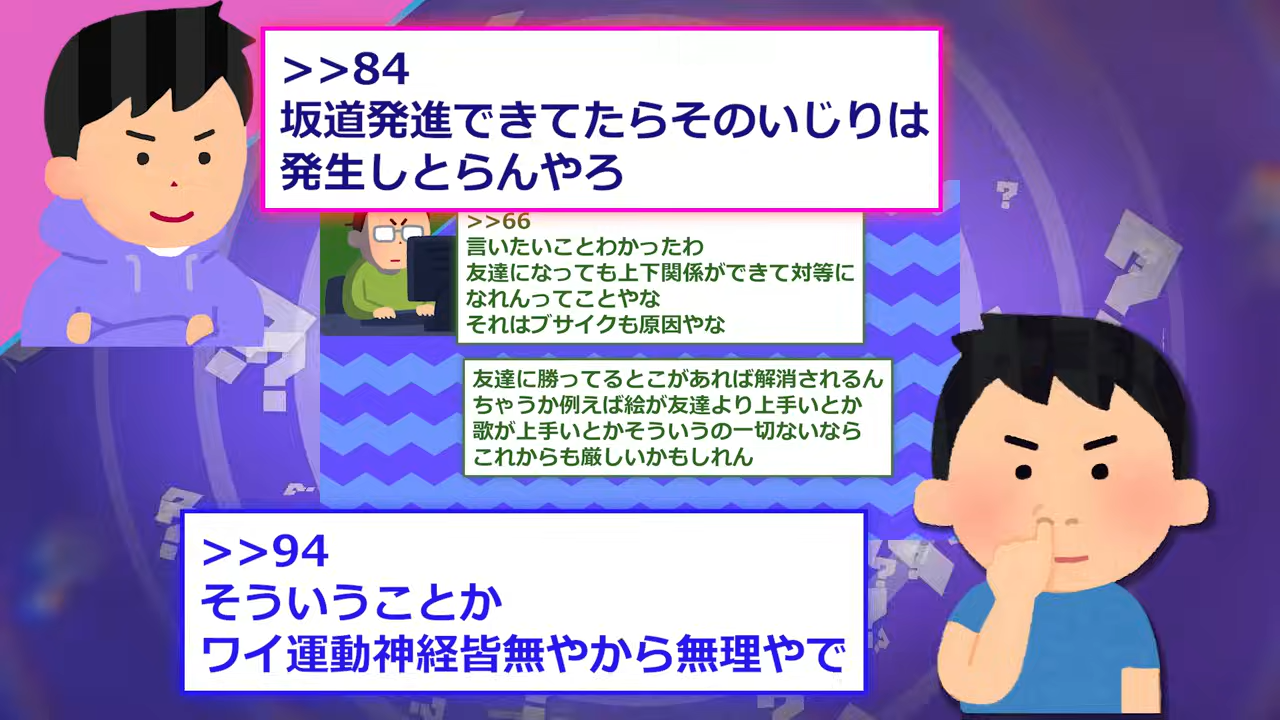 >>84
坂道発進できてたらそのいじりは
発生しとらんやろ
>>66
言いたいことわかったわ
友達になっても上下関係ができて対等に
なれんってことやな
それはブサイクも原因やな
友達に勝ってるとこがあれば解消されるん
ちゃうか例えば絵が友達より上手いとか
歌が上手いとかそういうの一切ないなら
これからも厳しいかもしれん
>>94
そういうことか
ワイ運動神経皆無やから無理やで